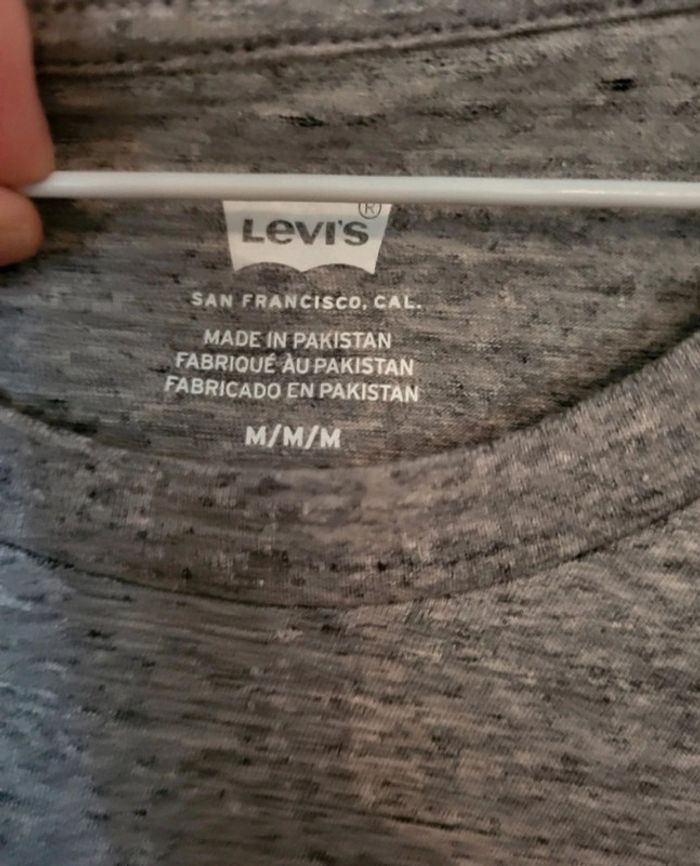 Levi's ®
SAN FRANCISCO, CAL.
MADE IN PAKISTAN
FABRIQUÉ AU PAKISTAN
FABRICADO EN PAKISTAN
M/M/M